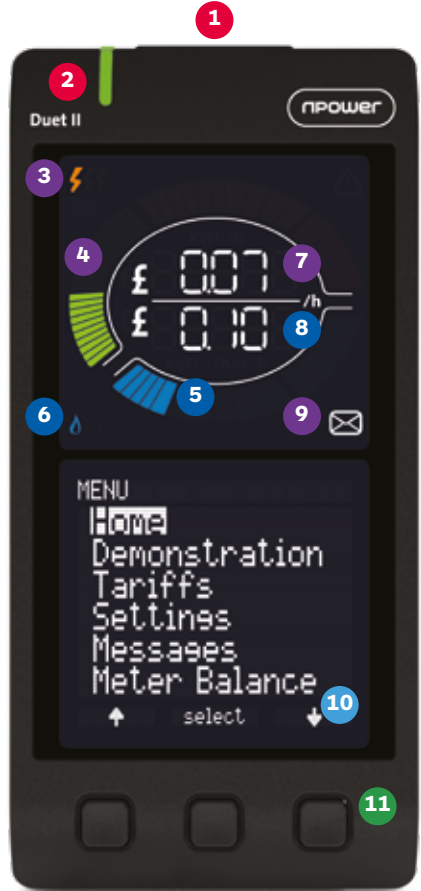 1
2
Duet II
npower
3
4
£ 0.07
7
/h
£ 0.10
8
5
6
9
MENU
Home
Demonstration
Tariffs
Settings
Messages
Meter Balance
10
select
11